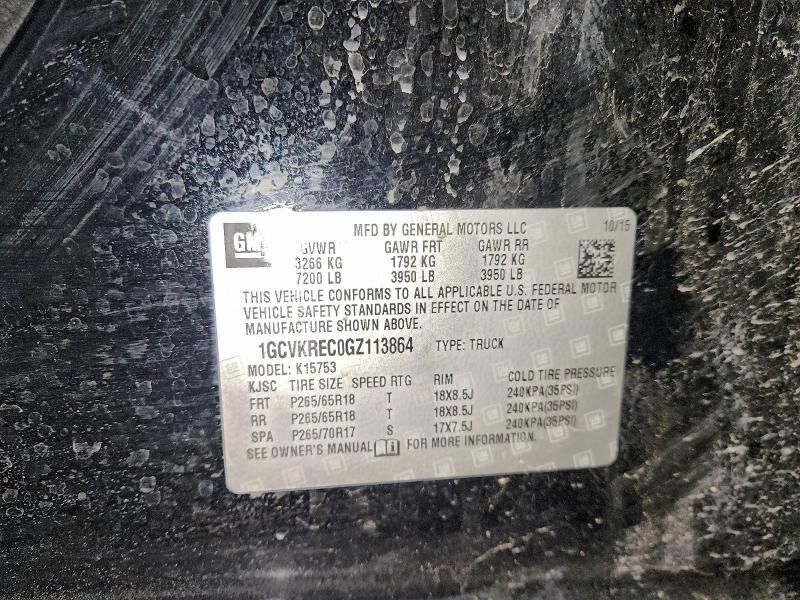 GM
MFD BY GENERAL MOTORS LLC 10/15
GVWR GAWR FRT GAWR RR
3266 KG 1792 KG 1792 KG
7200 LB 3950 LB 3950 LB
THIS VEHICLE CONFORMS TO ALL APPLICABLE U.S. FEDERAL MOTOR
VEHICLE SAFETY STANDARDS IN EFFECT ON THE DATE OF
MANUFACTURE SHOWN ABOVE.
1GCVKREC0GZ113864 TYPE: TRUCK
MODEL: K15753
KJSC TIRE SIZE SPEED RTG RIM COLD TIRE PRESSURE
FRT P265/65R18 T 18X8.5J 240KPA(35PSI)
RR P265/65R18 T 18X8.5J 240KPA(35PSI)
SPA P265/70R17 S 17X7.5J 240KPA(35PSI)
SEE OWNER'S MANUAL FOR MORE INFORMATION.